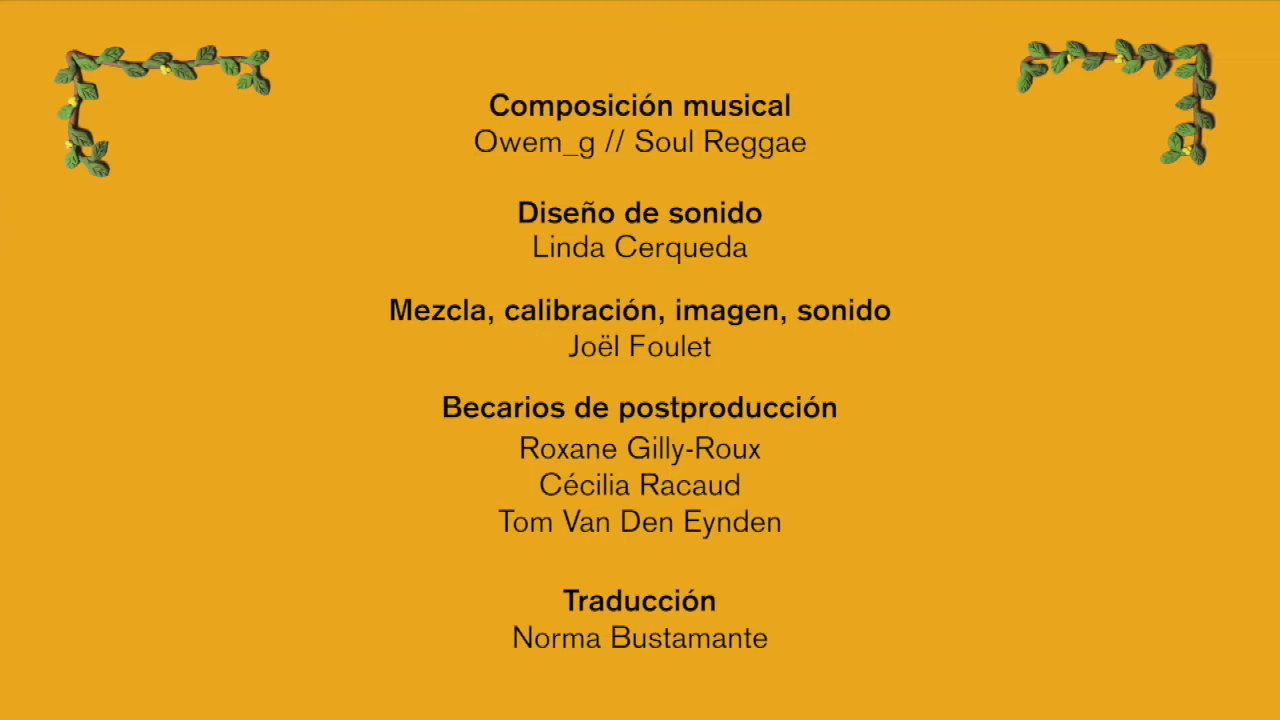 Composición musical
Owem_g // Soul Reggae
Diseño de sonido
Linda Cerqueda
Mezcla, calibración, imagen, sonido
Joël Foulet
Becarios de postproducción
Roxane Gilly-Roux
Cécilia Racaud
Tom Van Den Eynden
Traducción
Norma Bustamante